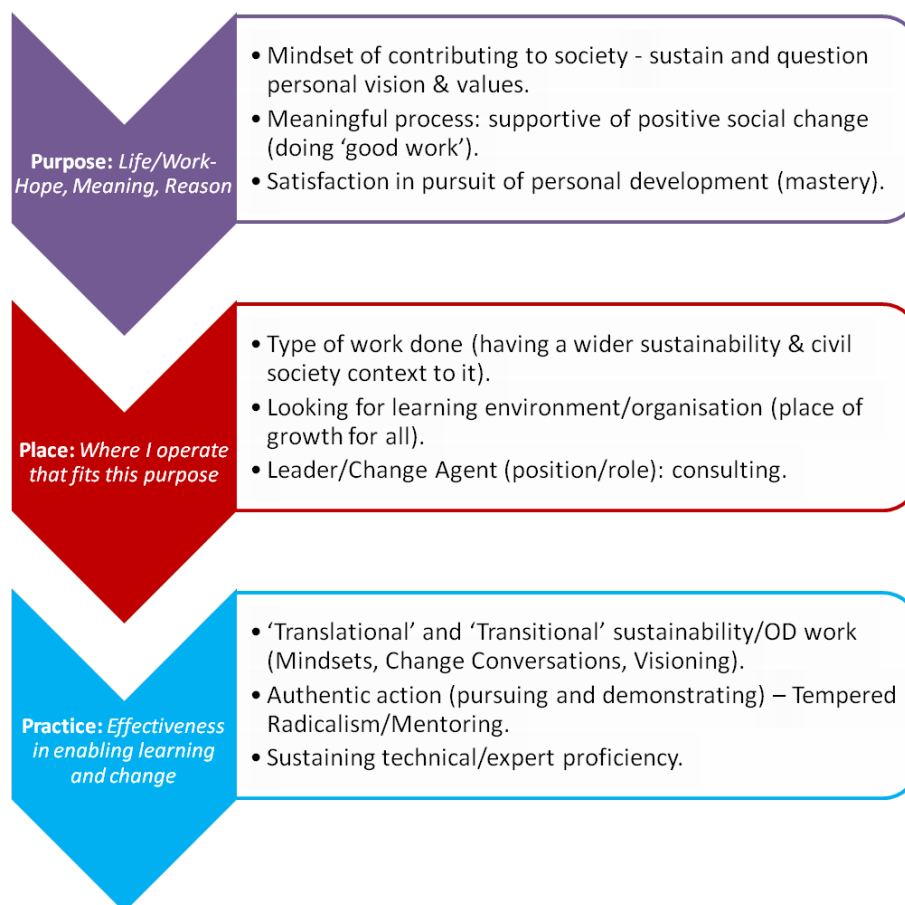 Purpose: Life/Work-
Hope, Meaning, Reason
• Mindset of contributing to society - sustain and question
personal vision & values.
• Meaningful process: supportive of positive social change
(doing ‘good work’).
• Satisfaction in pursuit of personal development (mastery).
Place: Where I operate
that fits this purpose
• Type of work done (having a wider sustainability & civil
society context to it).
• Looking for learning environment/organisation (place of
growth for all).
• Leader/Change Agent (position/role): consulting.
Practice: Effectiveness
in enabling learning
and change
• ‘Translational’ and ‘Transitional’ sustainability/OD work
(Mindsets, Change Conversations, Visioning).
• Authentic action (pursuing and demonstrating) – Tempered
Radicalism/Mentoring.
• Sustaining technical/expert proficiency.